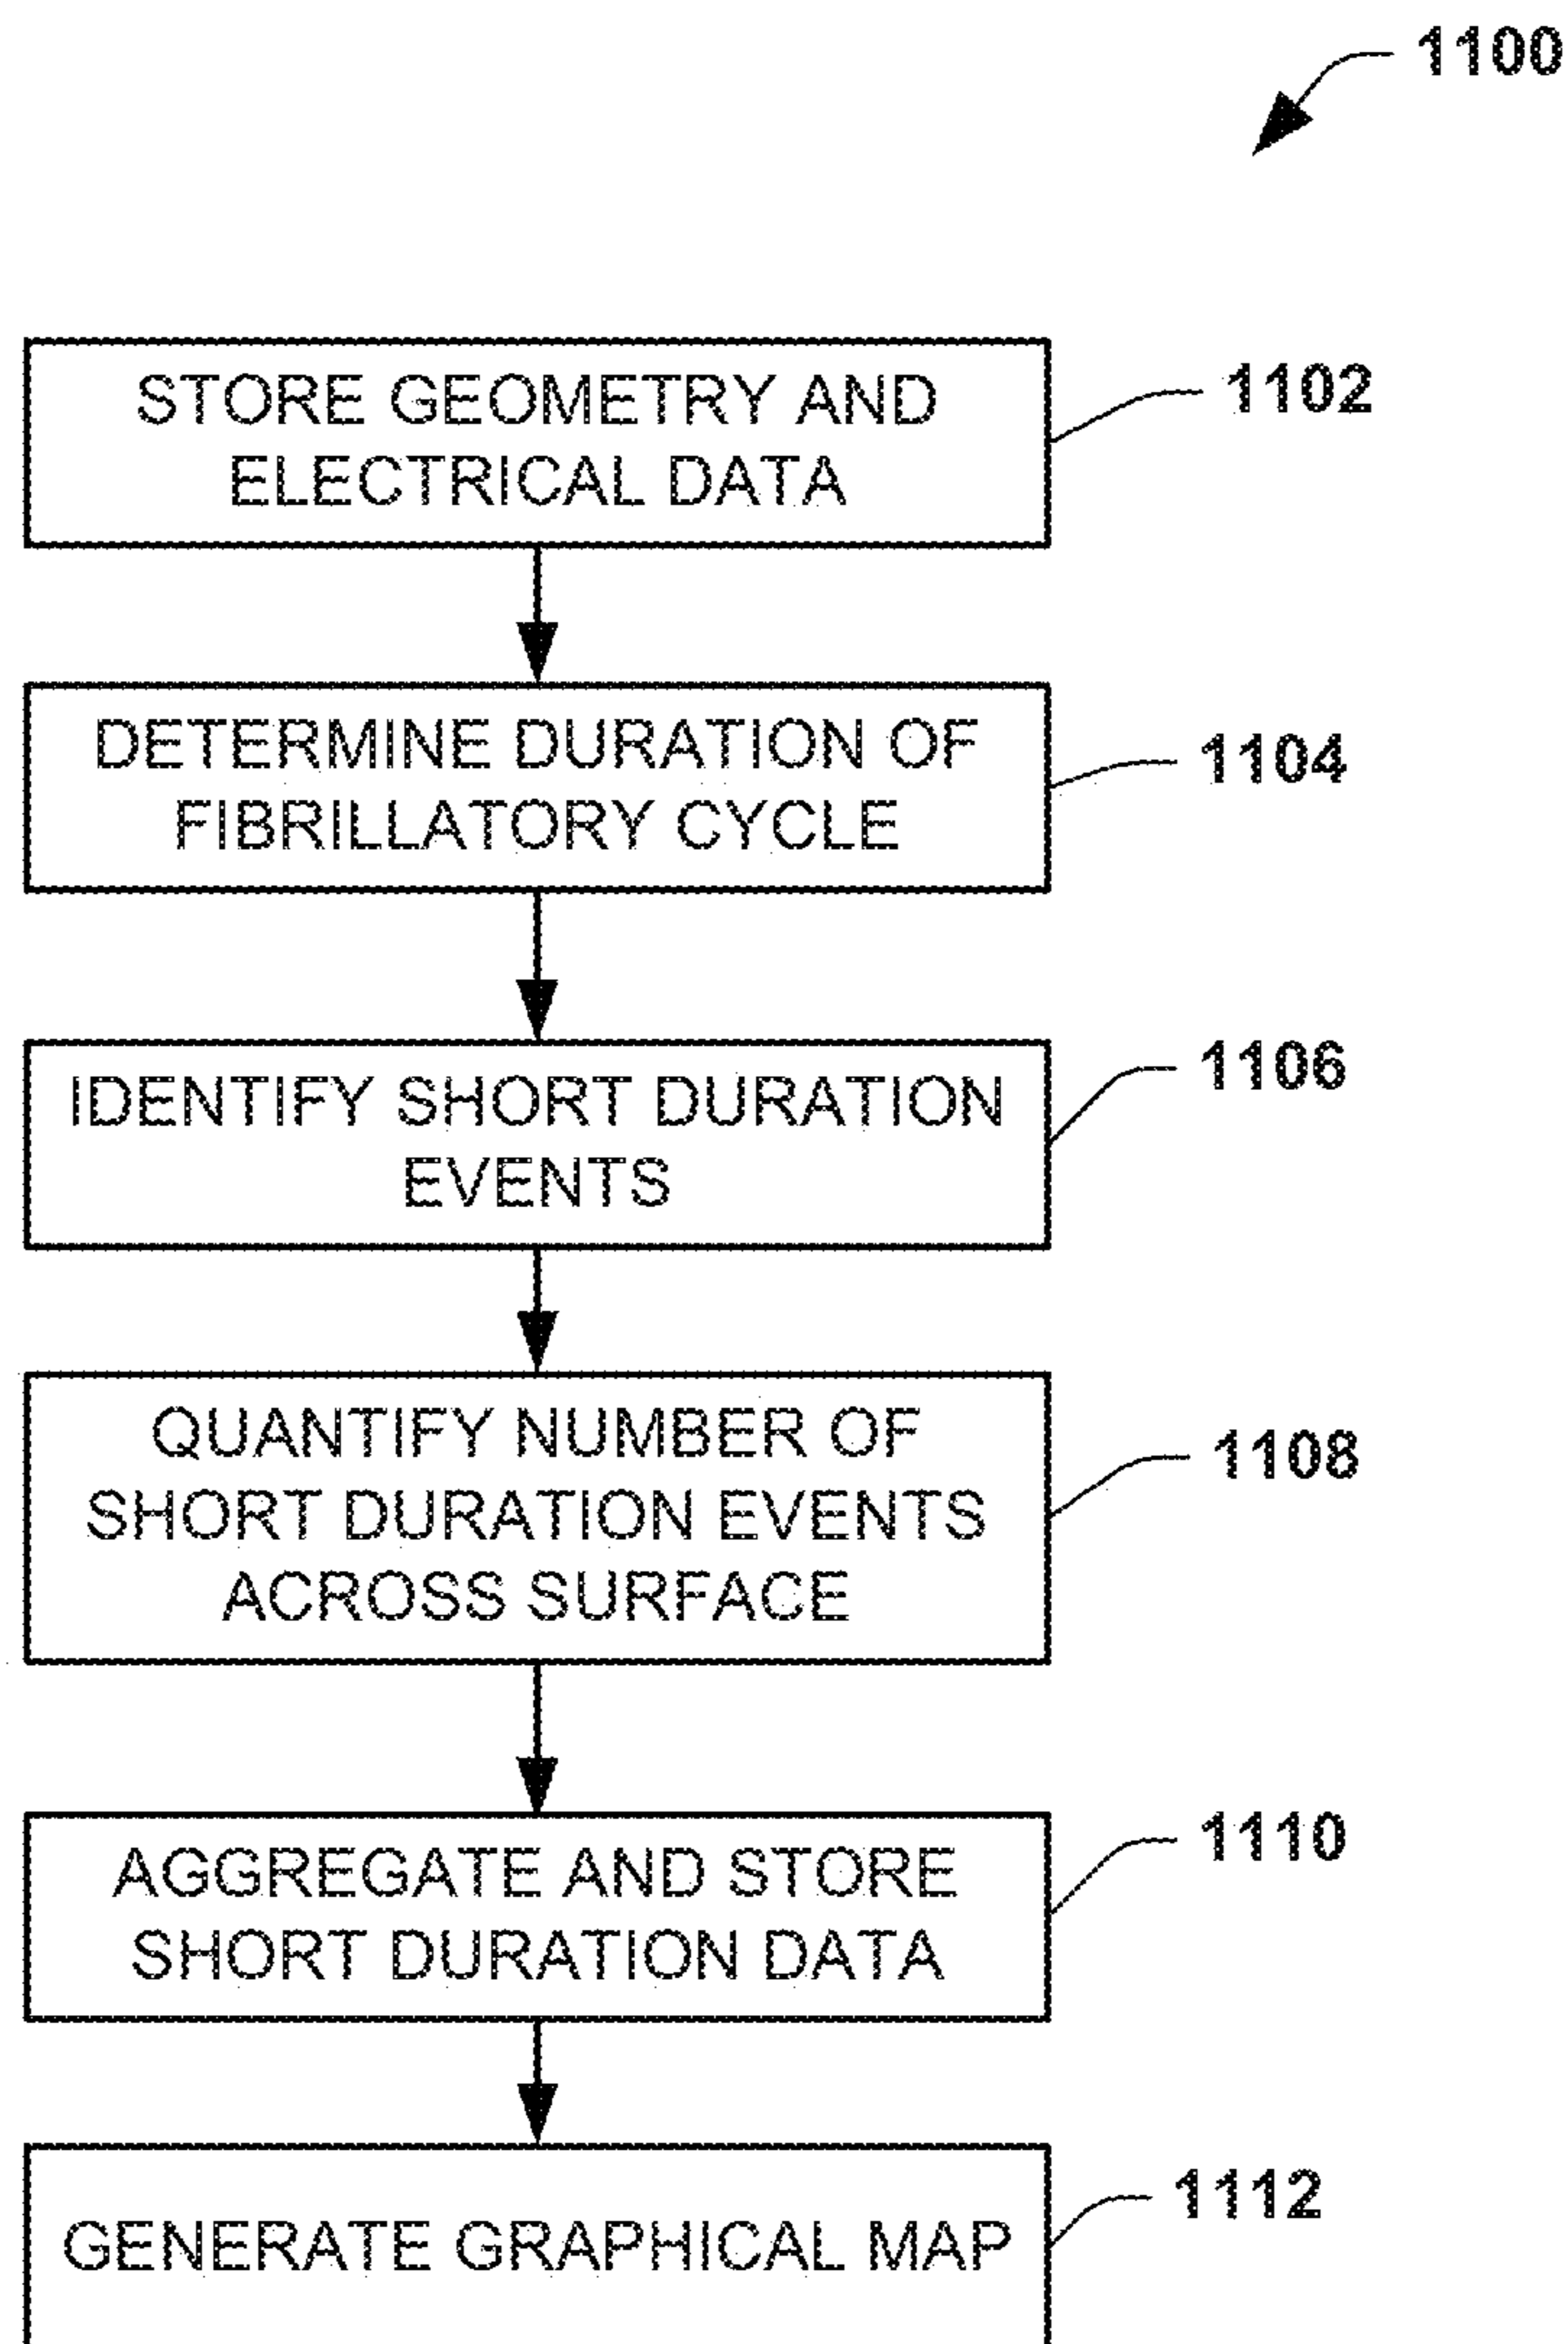 1100
STORE GEOMETRY AND
ELECTRICAL DATA
1102
DETERMINE DURATION OF
FIBRILLATORY CYCLE
1104
IDENTIFY SHORT DURATION
EVENTS
1106
QUANTIFY NUMBER OF
SHORT DURATION EVENTS
ACROSS SURFACE
1108
AGGREGATE AND STORE
SHORT DURATION DATA
1110
GENERATE GRAPHICAL MAP
1112